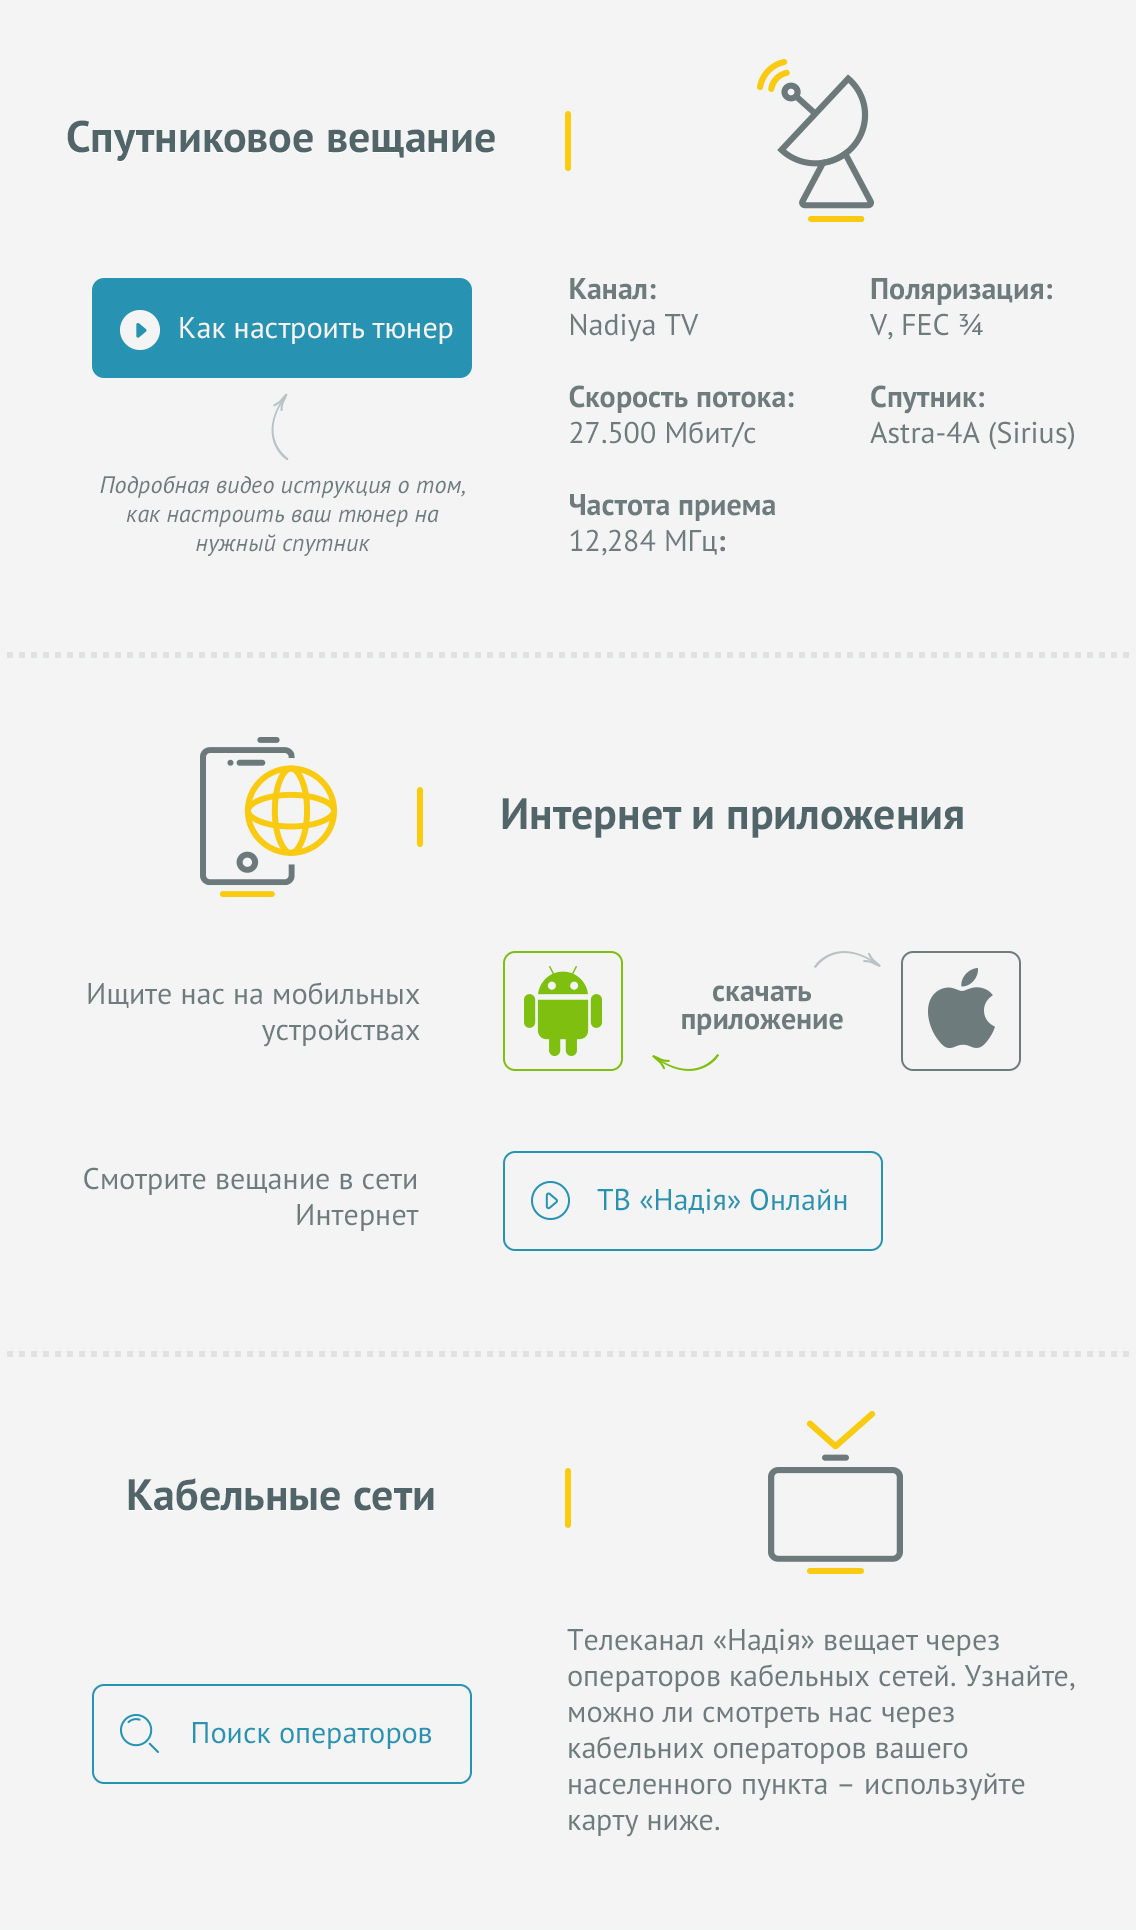 Спутниковое вещание
Как настроить тюнер
Подробная видео иструкция о том,
как настроить ваш тюнер на
нужный спутник
Канал:
Nadiya TV
Поляризация:
V, FEC ¾
Скорость потока:
27.500 Мбит/с
Спутник:
Astra-4A (Sirius)
Частота приема
12,284 МГц:
Интернет и приложения
Ищите нас на мобильных
устройствах
скачать
приложение
Смотрите вещание в сети
Интернет
ТВ «Надія» Онлайн
Кабельные сети
Поиск операторов
Телеканал «Надія» вещает через
операторов кабельных сетей. Узнайте,
можно ли смотреть нас через
кабельних операторов вашего
населенного пункта – используйте
карту ниже.